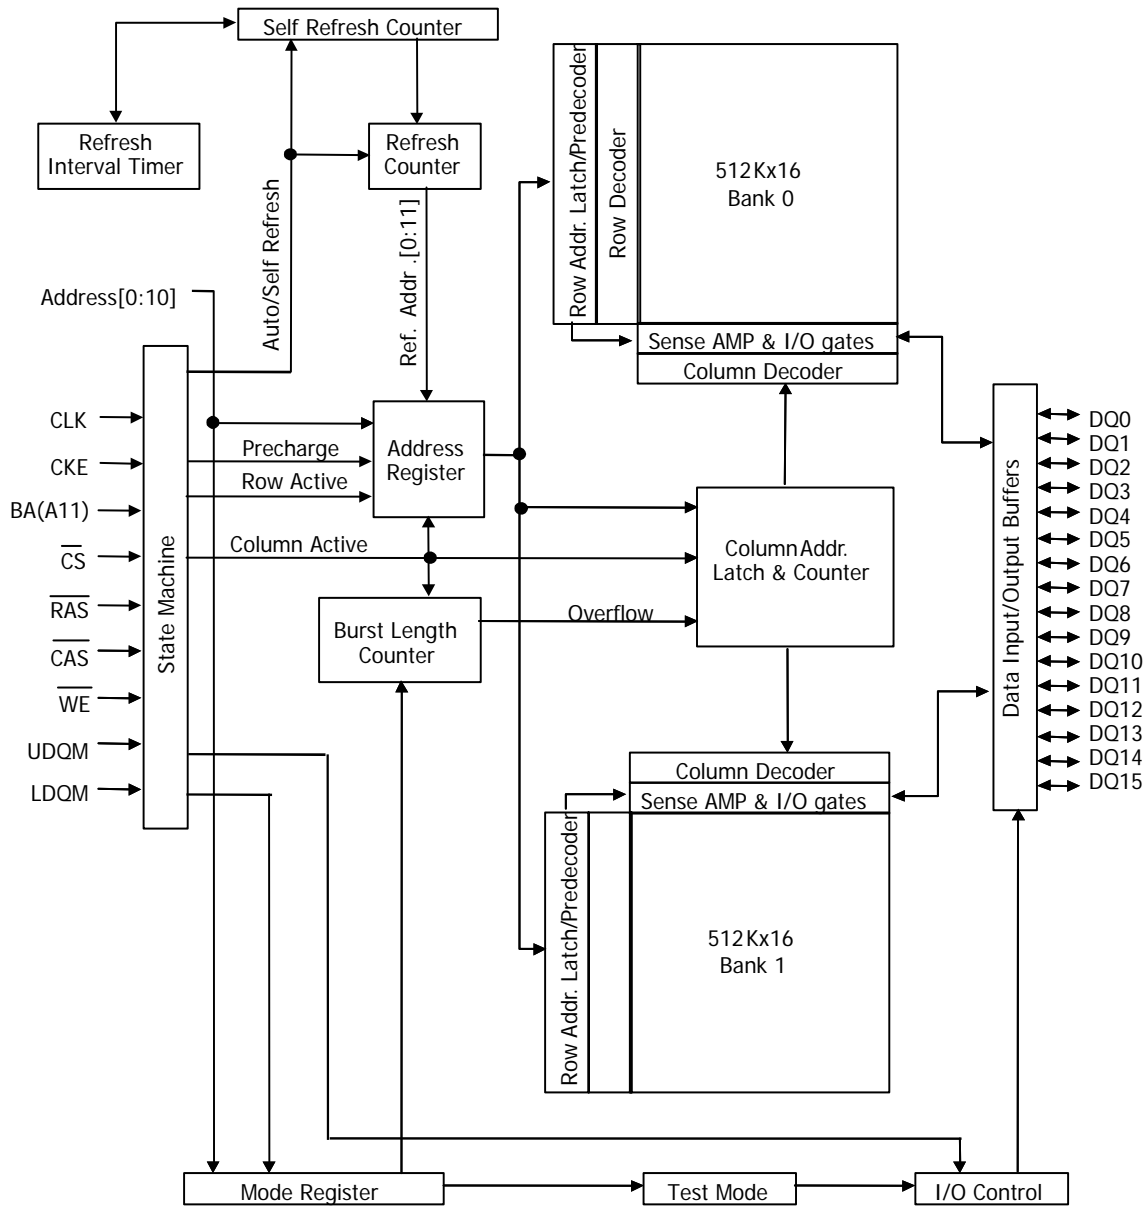 Self Refresh Counter
Refresh
Interval Timer
Refresh
Counter
Auto/Self Refresh
Ref. Addr .[0:11]
Address[0:10]
Row Addr. Latch/Predecoder
Row Decoder
512Kx16
Bank 0
Sense AMP & I/O gates
Column Decoder
State Machine
CLK
CKE
BA(A11)
CS
RAS
CAS
WE
UDQM
LDQM
Precharge
Row Active
Column Active
Address
Register
Burst Length
Counter
Overflow
Column Addr.
Latch & Counter
Data Input/Output Buffers
DQ0
DQ1
DQ2
DQ3
DQ4
DQ5
DQ6
DQ7
DQ8
DQ9
DQ10
DQ11
DQ12
DQ13
DQ14
DQ15
Column Decoder
Sense AMP & I/O gates
Row Addr. Latch/Predecoder
512Kx16
Bank 1
Mode Register
Test Mode
I/O Control